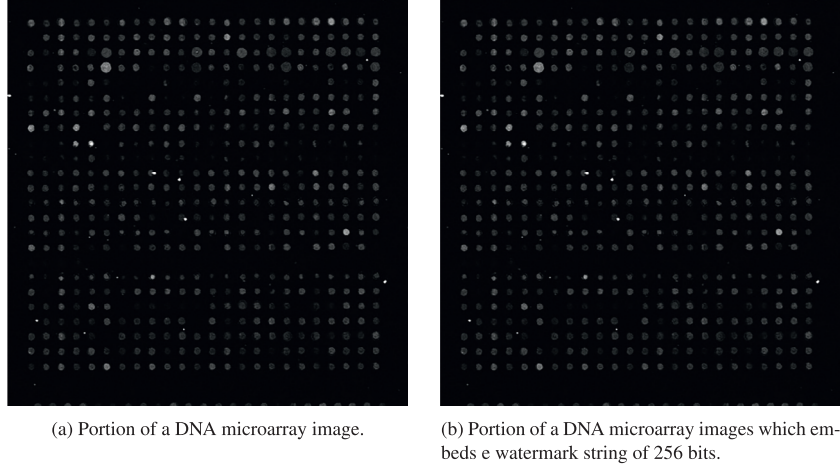 (a) Portion of a DNA microarray image.
(b) Portion of a DNA microarray images which em-
beds e watermark string of 256 bits.